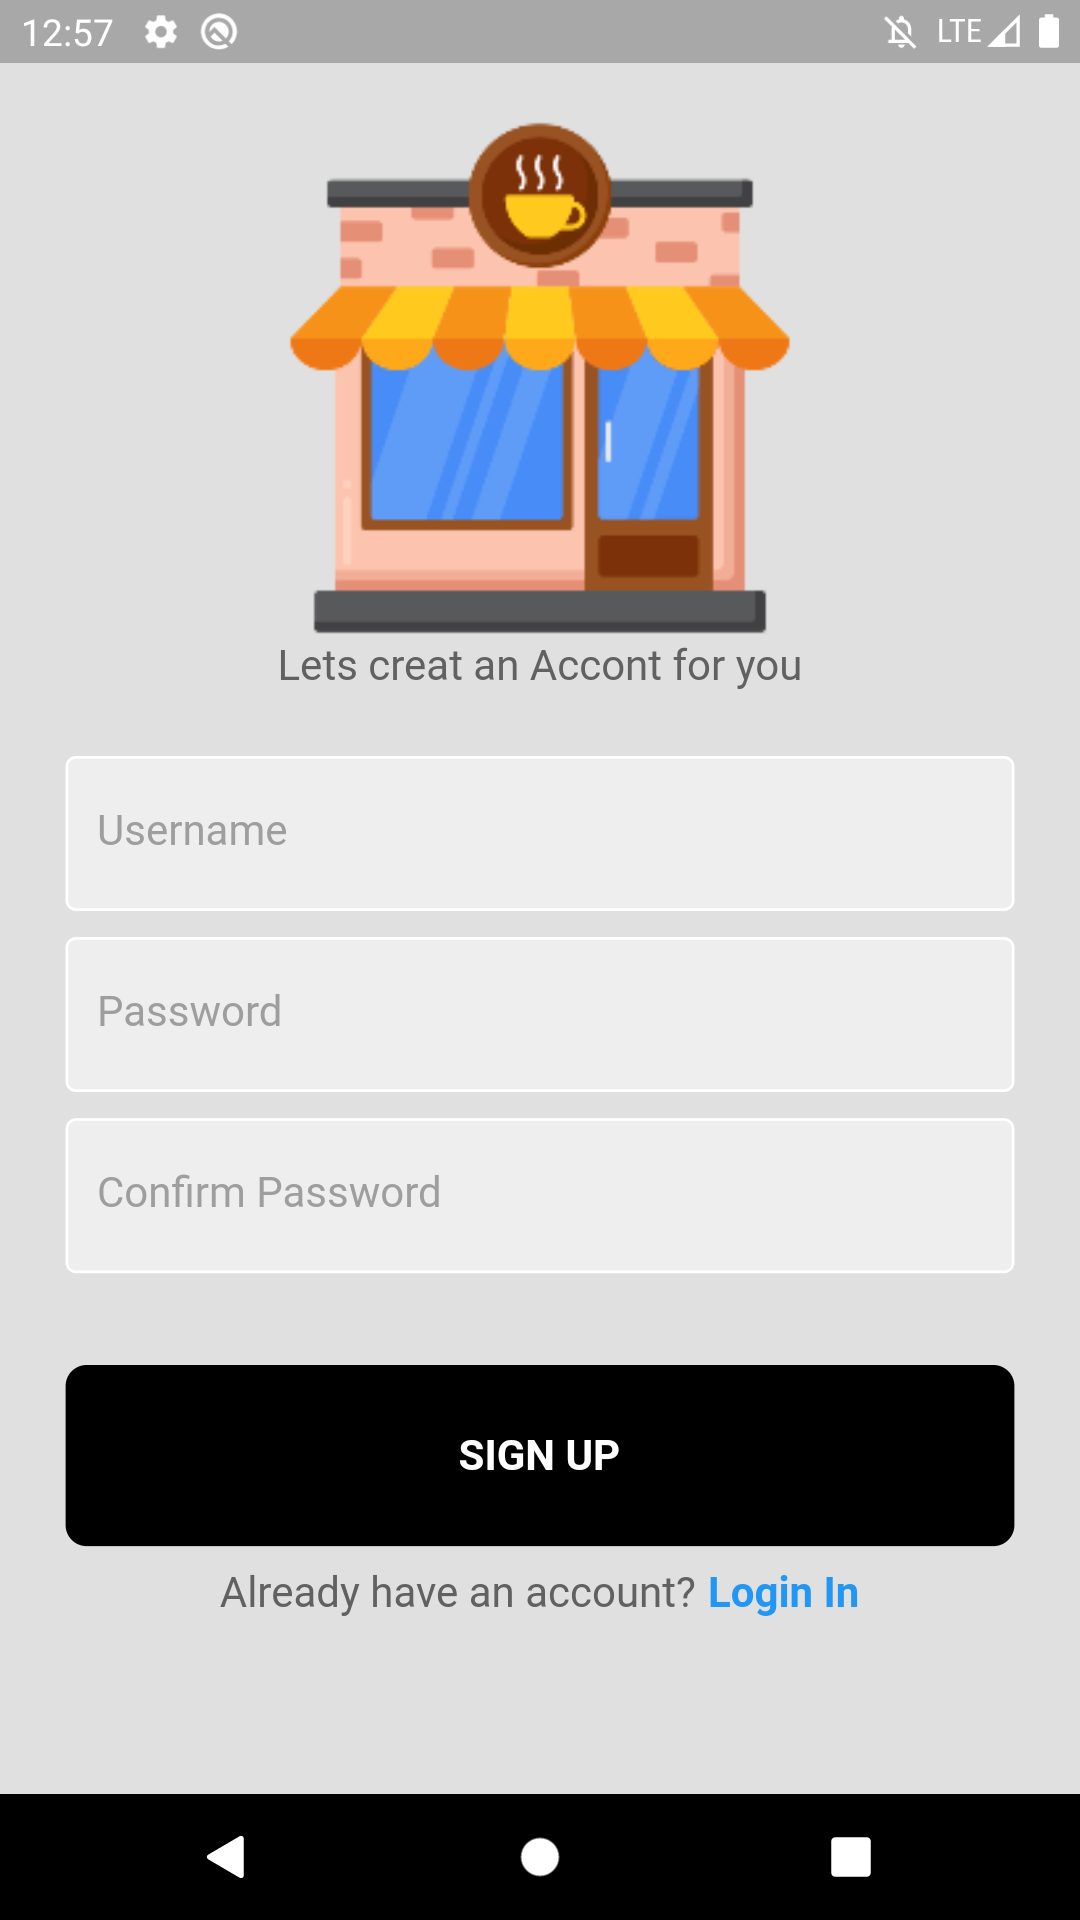 12:57 LTE
Lets creat an Accont for you
Username
Password
Confirm Password
SIGN UP
Already have an account? Login In